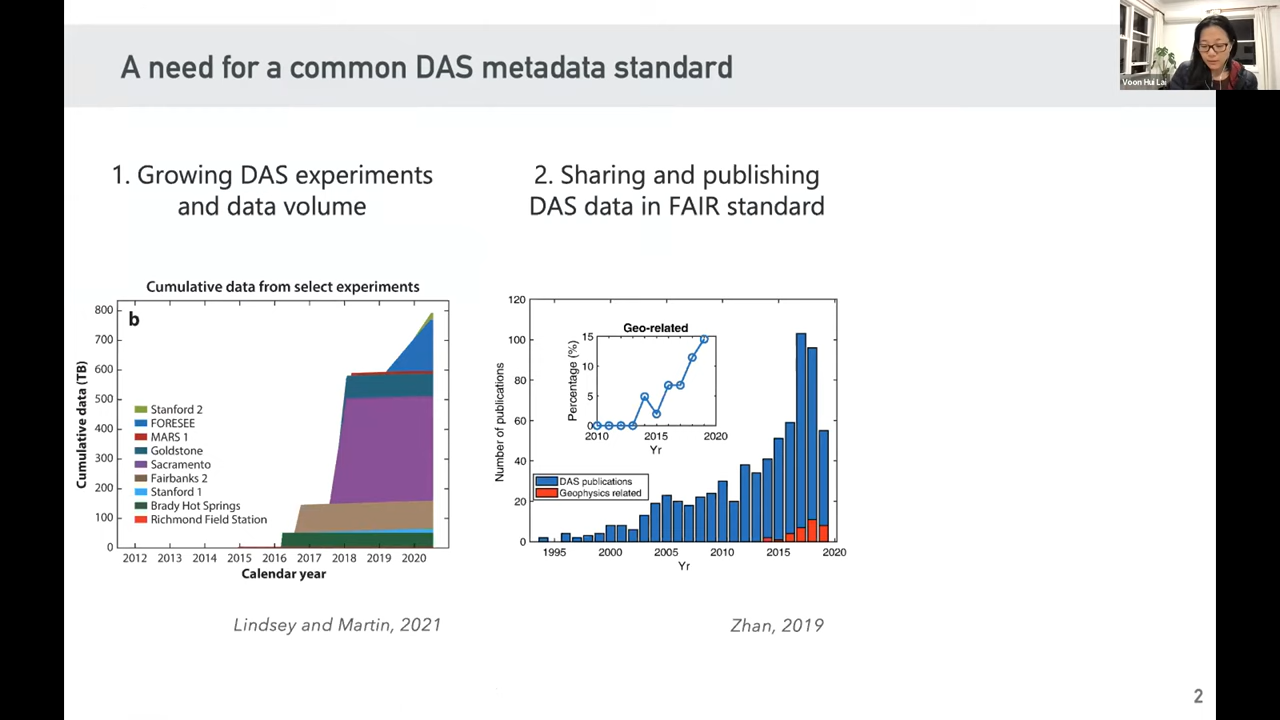 A need for a common DAS metadata standard
Voon Hui Lai
1. Growing DAS experiments
and data volume
2. Sharing and publishing
DAS data in FAIR standard
Cumulative data from select experiments
b
Cumulative data (TB)
800
700
600
500
400
300
200
100
0
Stanford 2
FORESEE
MARS 1
Goldstone
Sacramento
Fairbanks 2
Stanford 1
Brady Hot Springs
Richmond Field Station
2012 2013 2014 2015 2016 2017 2018 2019 2020
Calendar year
Lindsey and Martin, 2021
Number of publications
120
100
80
60
40
20
0
Geo-related
Percentage (%)
15
10
5
0
2010 2015 2020
Yr
DAS publications
Geophysics related
1995 2000 2005 2010 2015 2020
Yr
Zhan, 2019
2